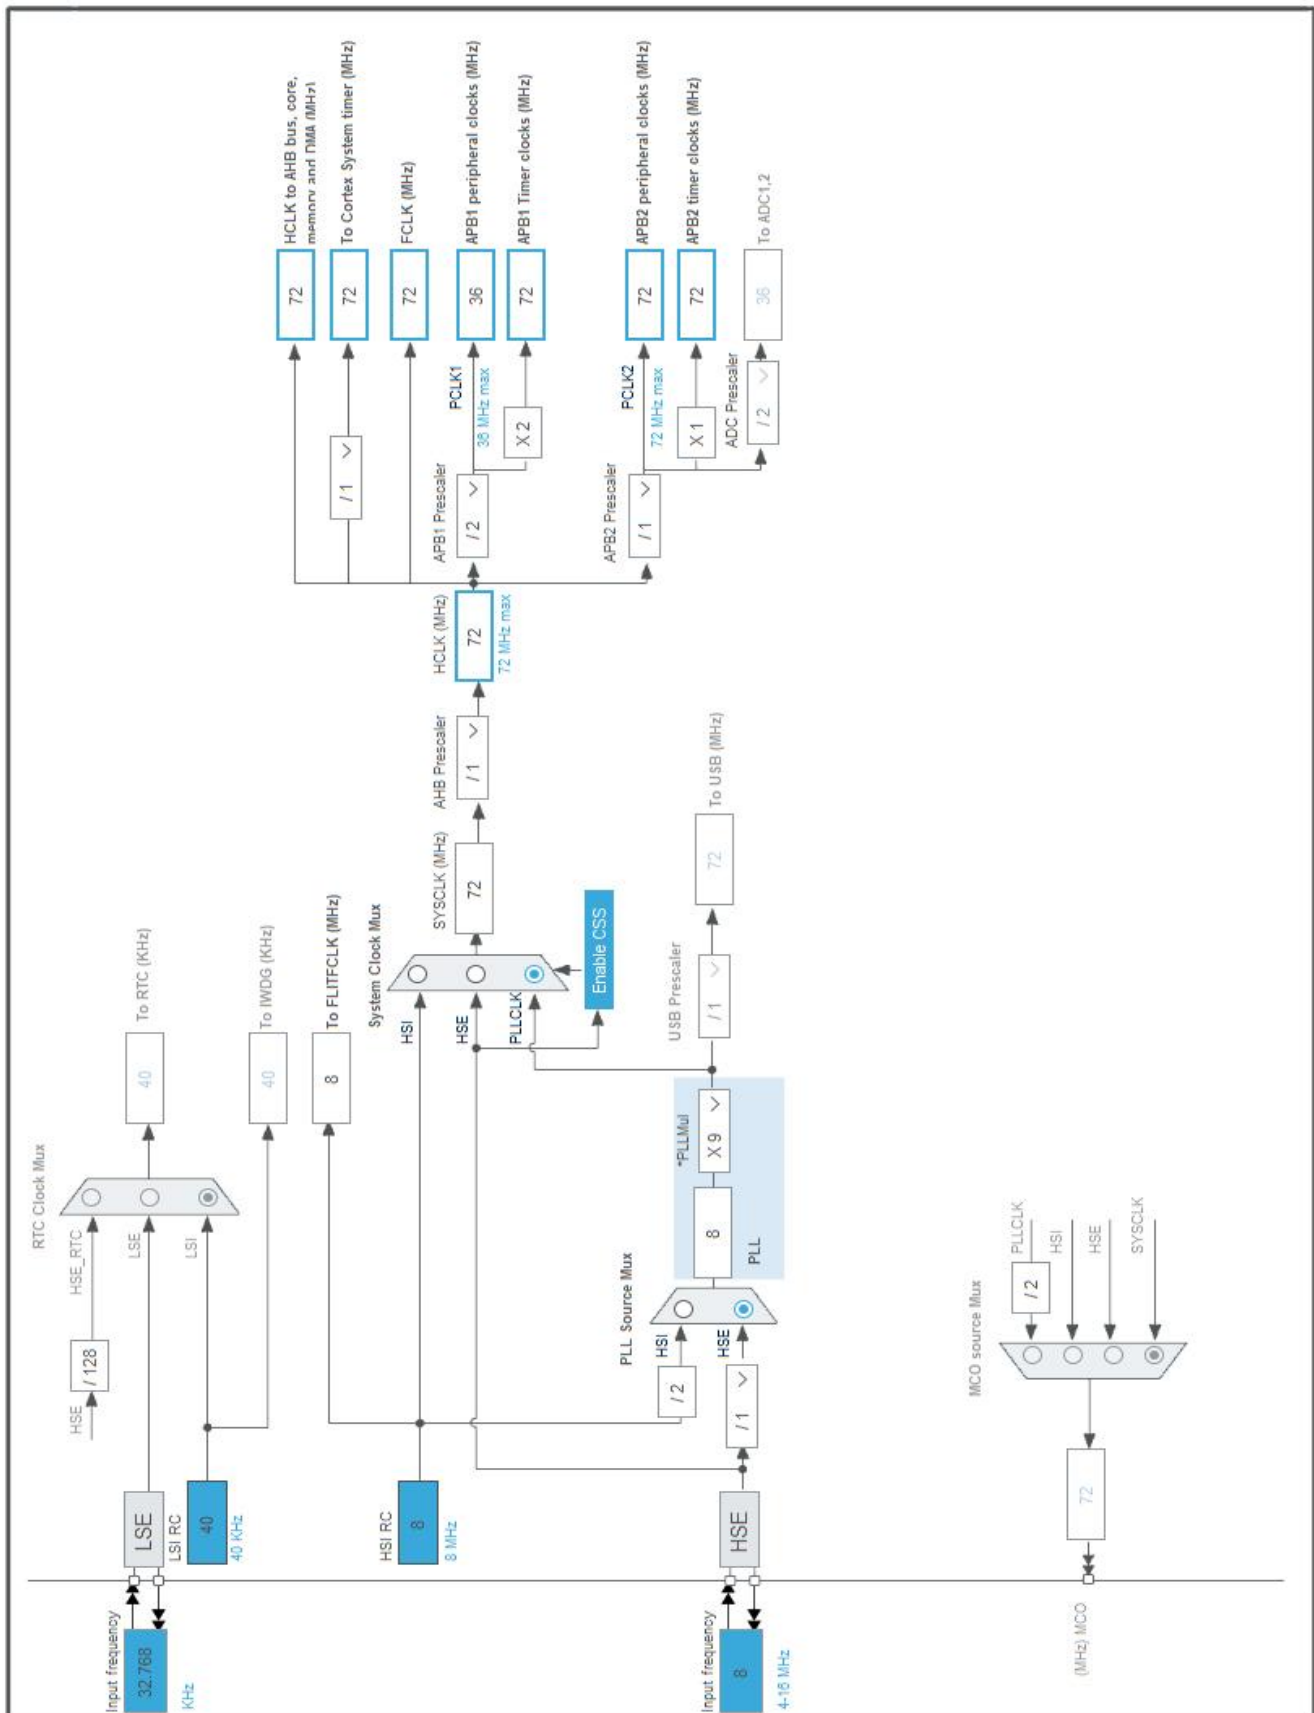 RTC Clock Mux
HSE
/ 128
HSE_RTC
Input frequency
32.768
KHz
LSE
LSE
40
To RTC (KHz)
LSI RC
40
40 KHz
LSI
40
To IWDG (KHz)
8
To FLITFCLK (MHz)
HSI RC
8
8 MHz
System Clock Mux
HSI
HSE
PLLCLK
Enable CSS
SYSCLK (MHz)
72
AHB Prescaler
/ 1
HCLK (MHz)
72
72 MHz max
72
HCLK to AHB bus, core,
memory and DMA (MHz)
/ 1
72
To Cortex System timer (MHz)
72
FCLK (MHz)
APB1 Prescaler
/ 2
PCLK1
36 MHz max
36
APB1 peripheral clocks (MHz)
X 2
72
APB1 Timer clocks (MHz)
APB2 Prescaler
/ 1
PCLK2
72 MHz max
72
APB2 peripheral clocks (MHz)
X 1
72
APB2 timer clocks (MHz)
ADC Prescaler
/ 2
36
To ADC1,2
PLL Source Mux
HSI
/ 2
HSE
/ 1
Input frequency
8
4-16 MHz
HSE
8
*PLLMul
X 9
PLL
USB Prescaler
/ 1
72
To USB (MHz)
MCO source Mux
(MHz) MCO
72
/ 2
PLLCLK
HSI
HSE
SYSCLK